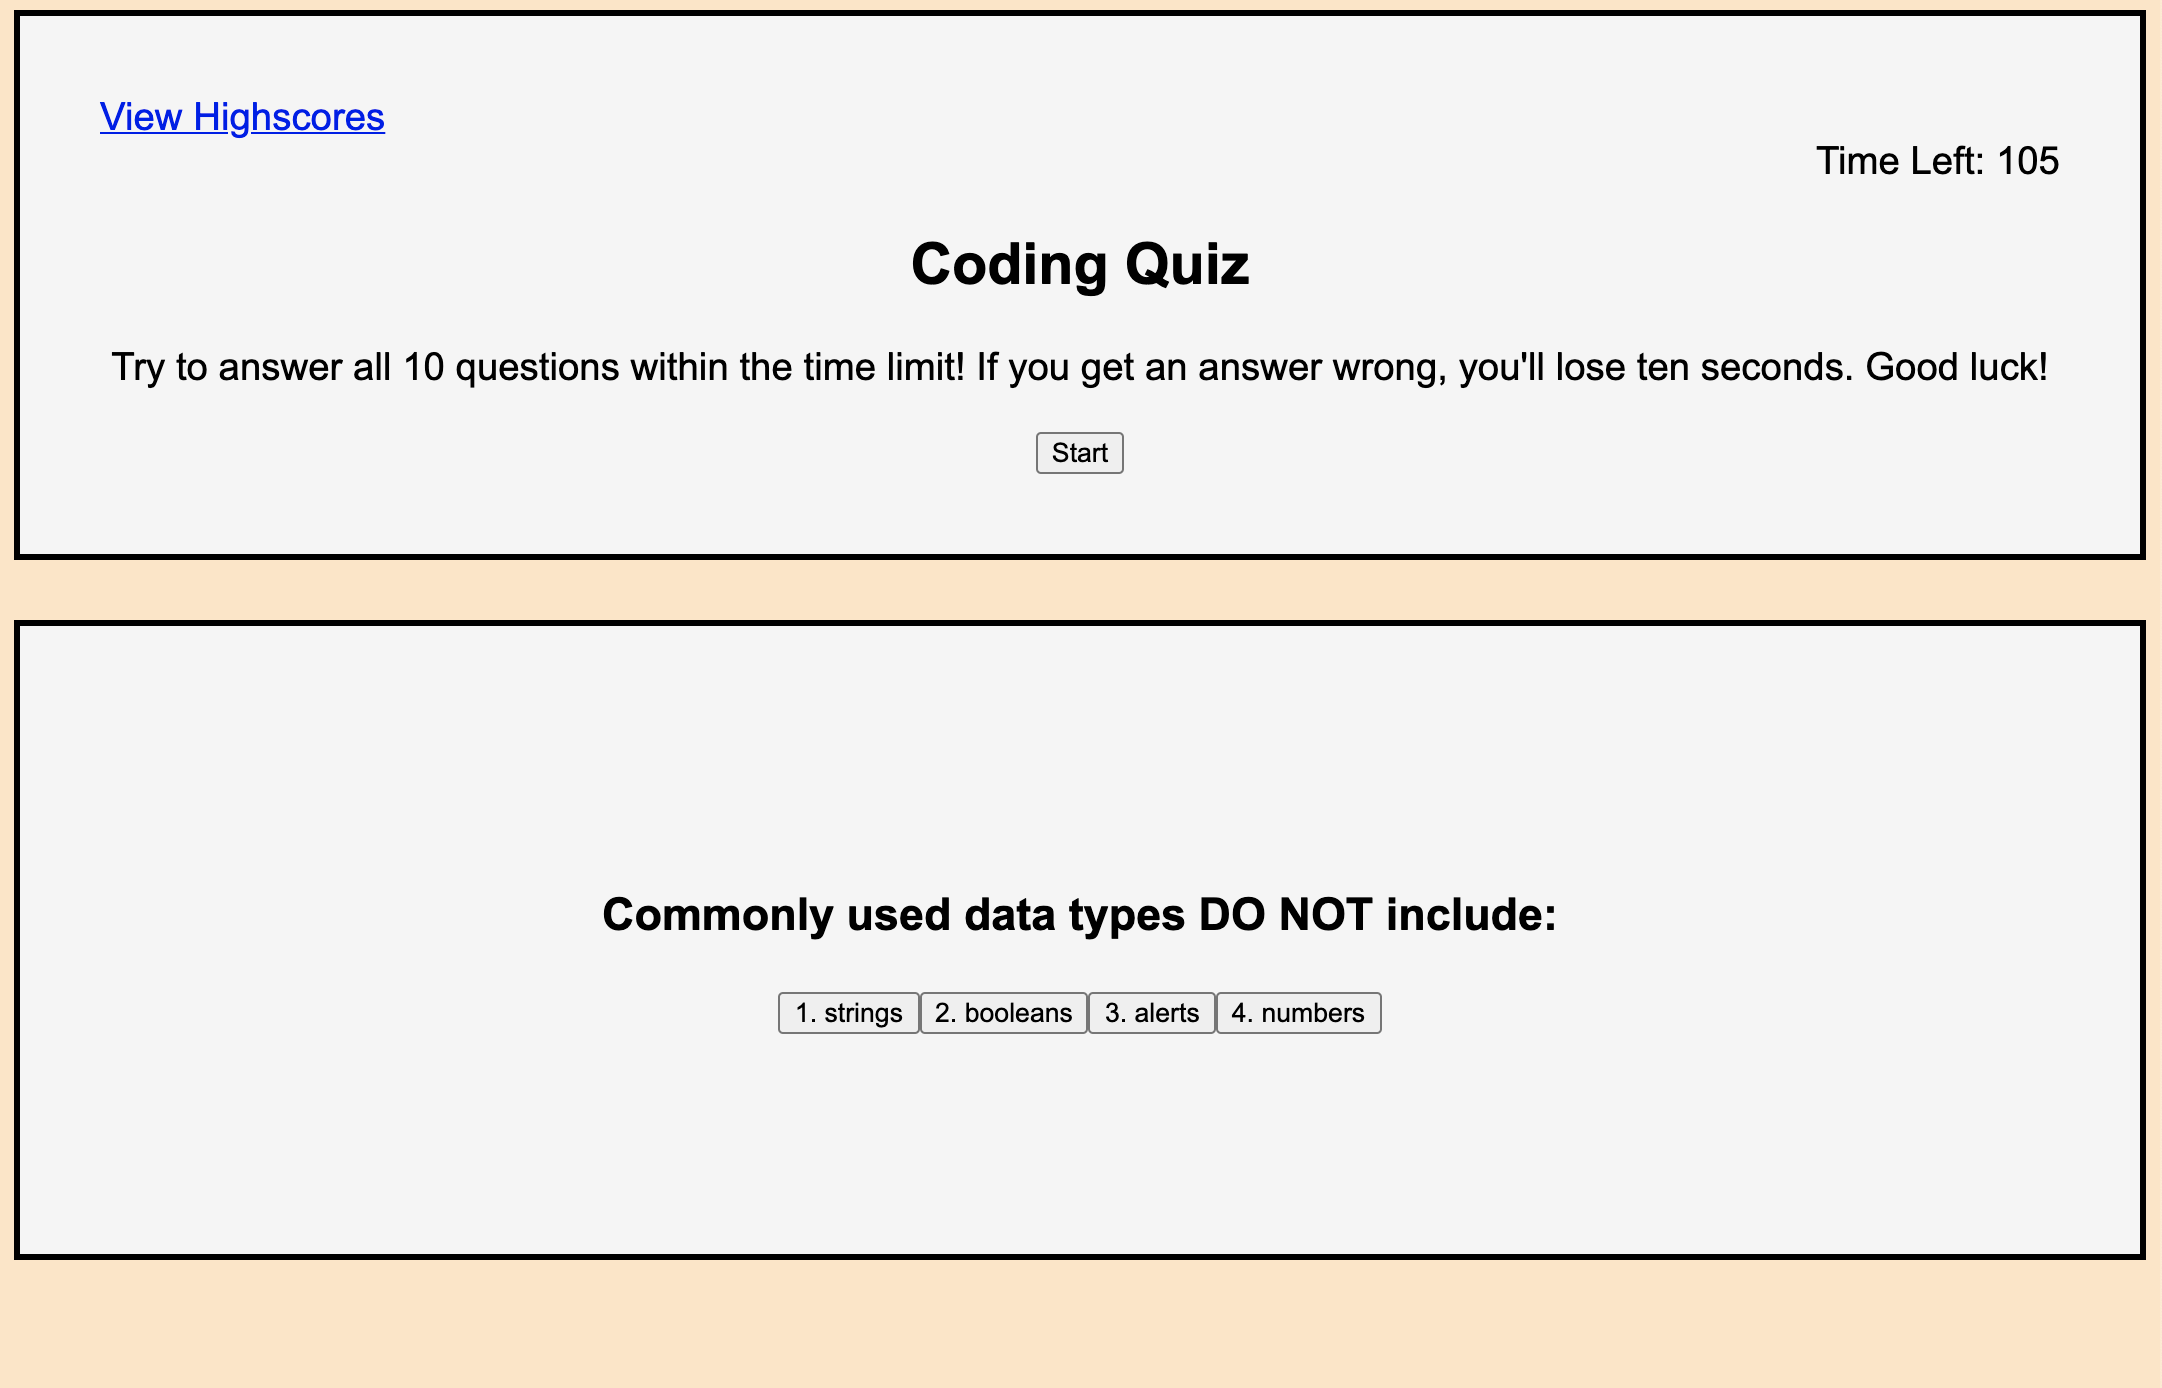 View Highscores
Time Left: 105
Coding Quiz
Try to answer all 10 questions within the time limit! If you get an answer wrong, you'll lose ten seconds. Good luck!
Start
Commonly used data types DO NOT include:
1. strings 2. booleans 3. alerts 4. numbers